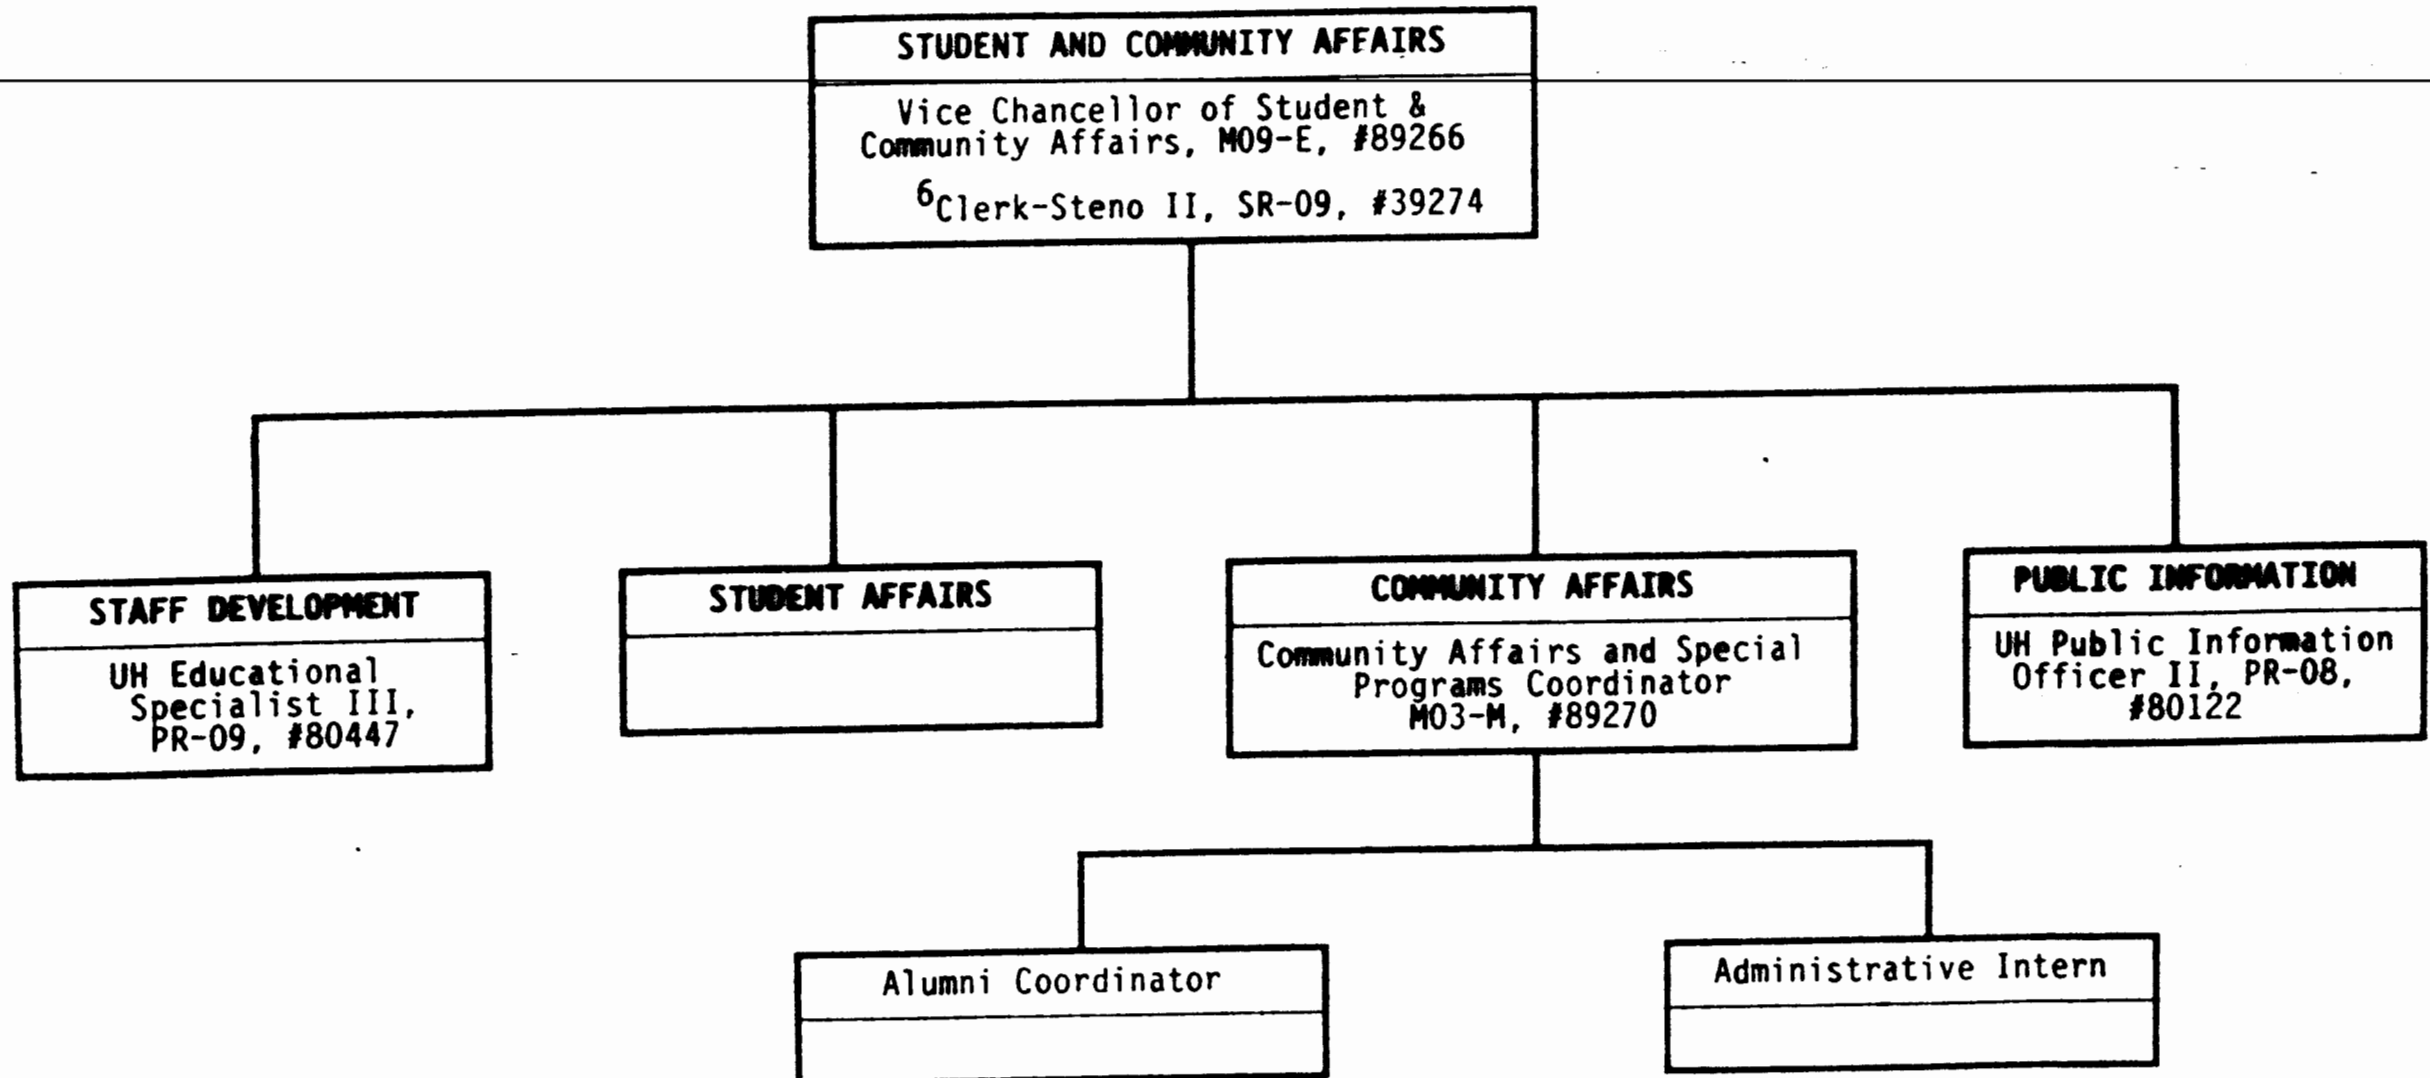 STUDENT AND COMMUNITY AFFAIRS
Vice Chancellor of Student &
Community Affairs, M09-E, #89266
6Clerk-Steno II, SR-09, #39274
STAFF DEVELOPMENT
UH Educational
Specialist III,
PR-09, #80447
STUDENT AFFAIRS
COMMUNITY AFFAIRS
Community Affairs and Special
Programs Coordinator
M03-M, #89270
PUBLIC INFORMATION
UH Public Information
Officer II, PR-08,
#80122
Alumni Coordinator
Administrative Intern